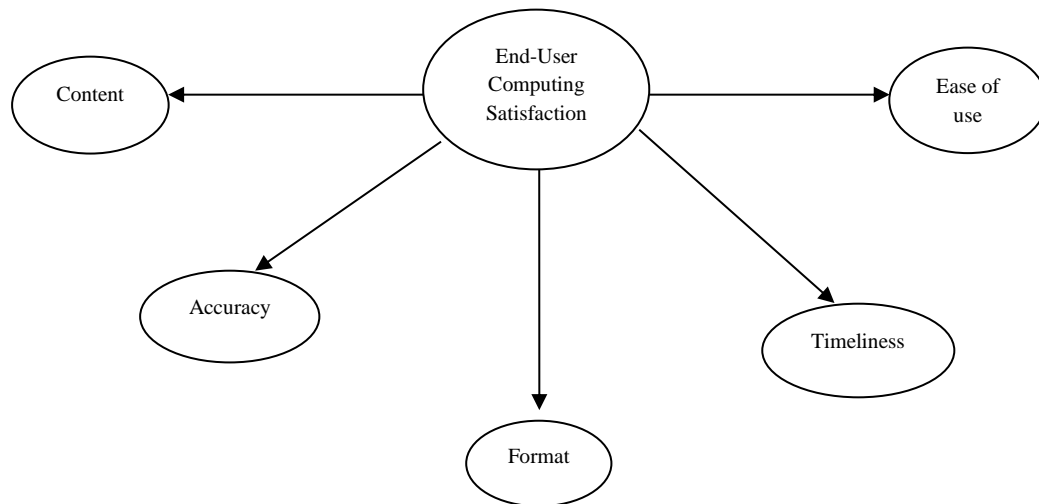 End-User
Computing
Satisfaction
Content
Ease of
use
Accuracy
Timeliness
Format